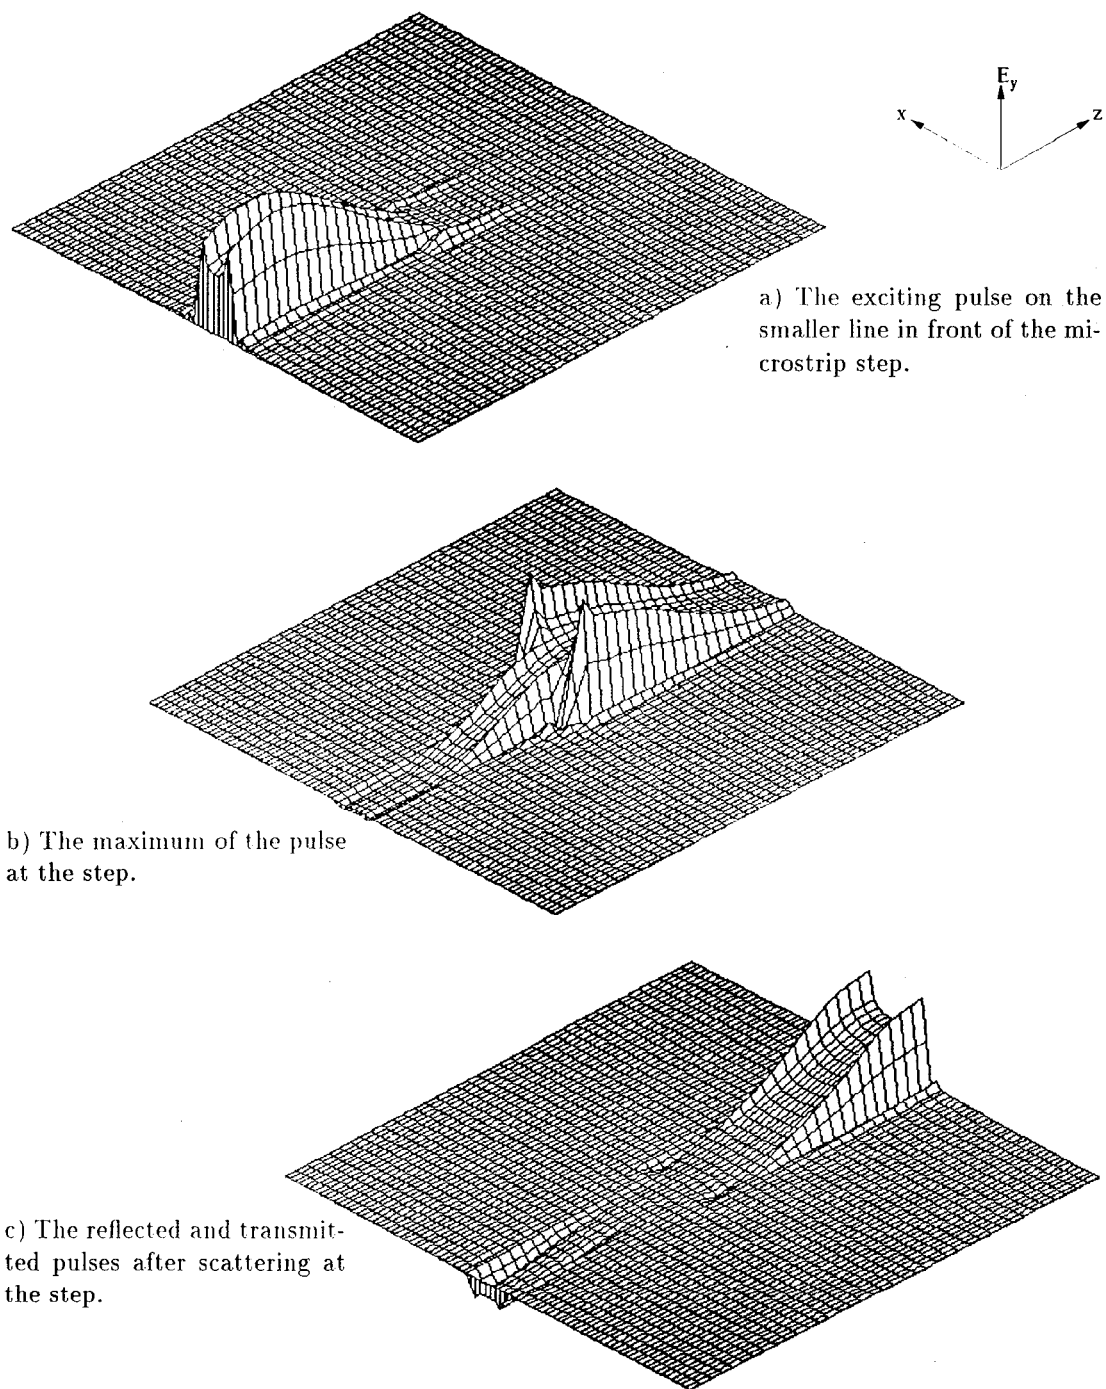 E_y
x
z
a) The exciting pulse on the
smaller line in front of the mi-
crostrip step.
b) The maximum of the pulse
at the step.
c) The reflected and transmit-
ted pulses after scattering at
the step.